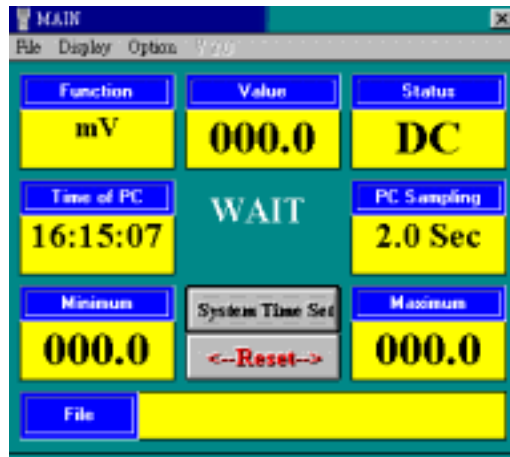 MAIN
File Display Option
Function Value Status
mV 000.0 DC
Time of PC WAIT PC Sampling
16:15:07 2.0 Sec
Minimum System Time Set Maximum
000.0 <--Reset--> 000.0
File